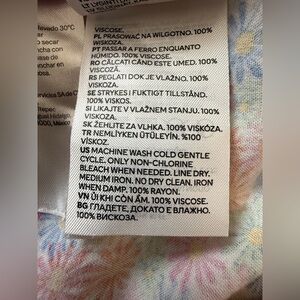 VISCOSE.
PL PRASOWAĆ NA WILGOTNO. 100%
WISKOZA.
PT PASSAR A FERRO ENQUANTO
HÚMIDO. 100% VISCOSE.
RO CĂLCATI CÂND ESTE UMED. 100%
VISCOZĂ.
RS PEGLATI DOK JE VLAŽNO. 100%
VISKOZA.
SE STRYKES I FUKTIGT TILLSTÅND.
100% VISKOS.
SI LIKAJTE V VLAŽNEM STANJU. 100%
VISKOZA.
SK ŽEHLITE ZA VLHKA. 100% VISKÓZA.
TR NEMLİYKEN ÜTÜLEYİN. %100
VİSKOZ.
US MACHINE WASH COLD GENTLE
CYCLE. ONLY NON-CHLORINE
BLEACH WHEN NEEDED. LINE DRY.
MEDIUM IRON. NO DRY CLEAN. IRON
WHEN DAMP. 100% RAYON.
VN ỦI KHI CÒN ẨM. 100% VISCOSE.
BG ГЛАДЕТЕ, ДОКАТО Е ВЛАЖНО.
100% ВИСКОЗА.